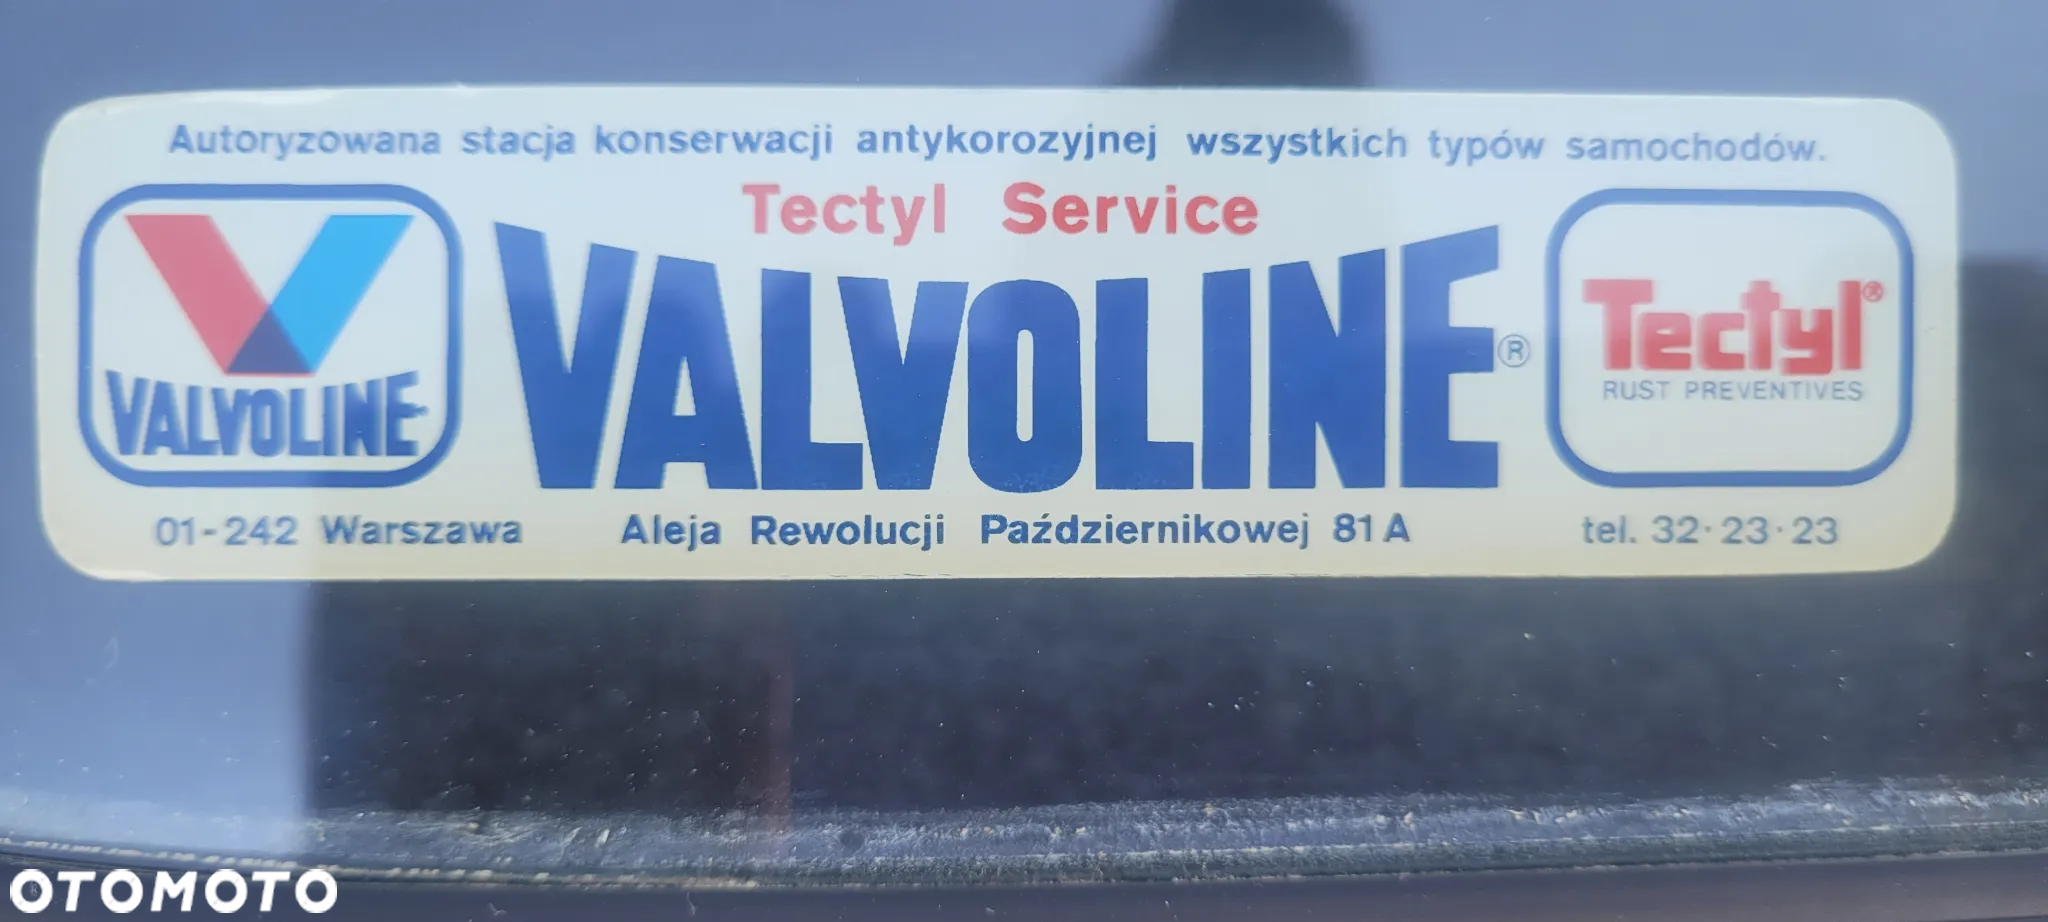 Autoryzowana stacja konserwacji antykorozyjnej wszystkich typów samochodów.
Tectyl Service
VALVOLINE
VALVOLINE®
Tectyl®
RUST PREVENTIVES
01-242 Warszawa Aleja Rewolucji Październikowej 81A tel. 32·23·23
OTOMOTO